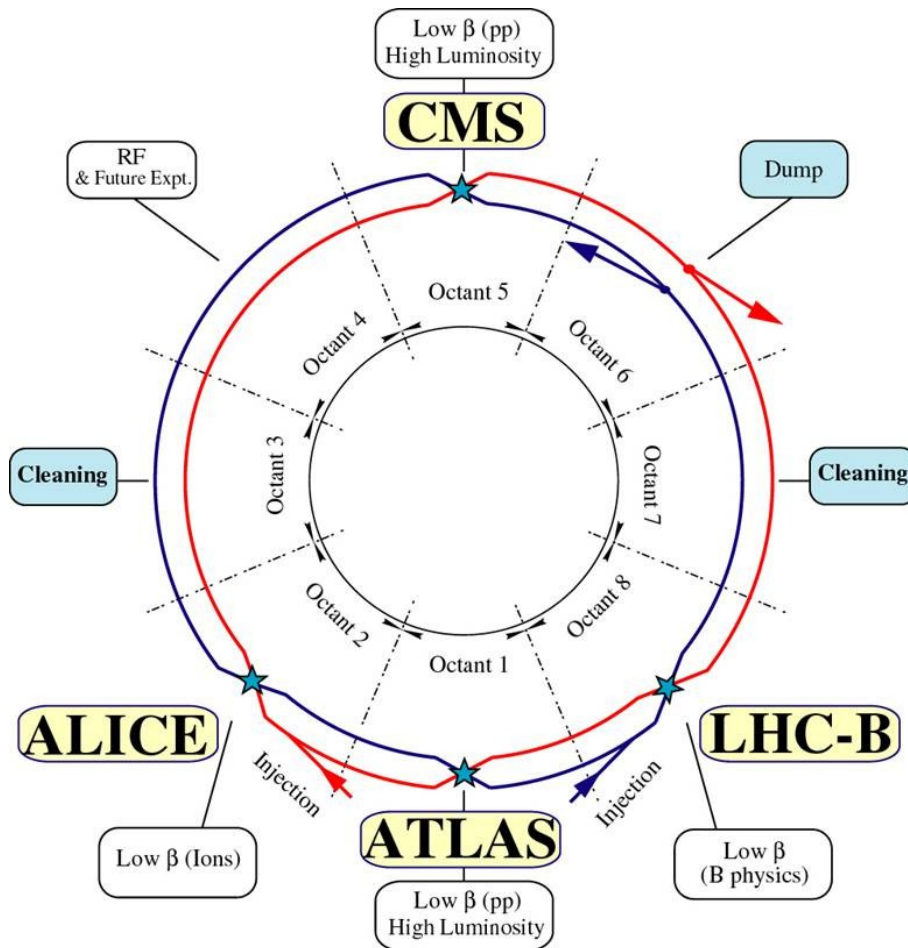 Low β (pp)
High Luminosity
CMS
RF
& Future Expt.
Dump
Octant 5
Octant 4
Octant 6
Cleaning
Octant 3
Octant 7
Cleaning
Octant 2
Octant 8
Octant 1
ALICE
LHC-B
Injection
Injection
ATLAS
Low β (Ions)
Low β
(B physics)
Low β (pp)
High Luminosity